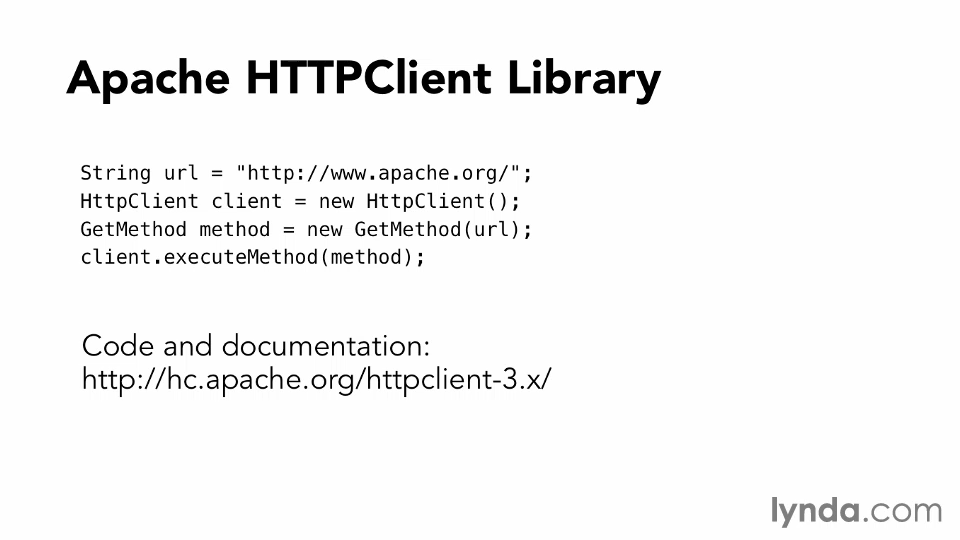 Apache HTTPClient Library
String url = "http://www.apache.org/";
HttpClient client = new HttpClient();
GetMethod method = new GetMethod(url);
client.executeMethod(method);
Code and documentation:
http://hc.apache.org/httpclient-3.x/
lynda.com